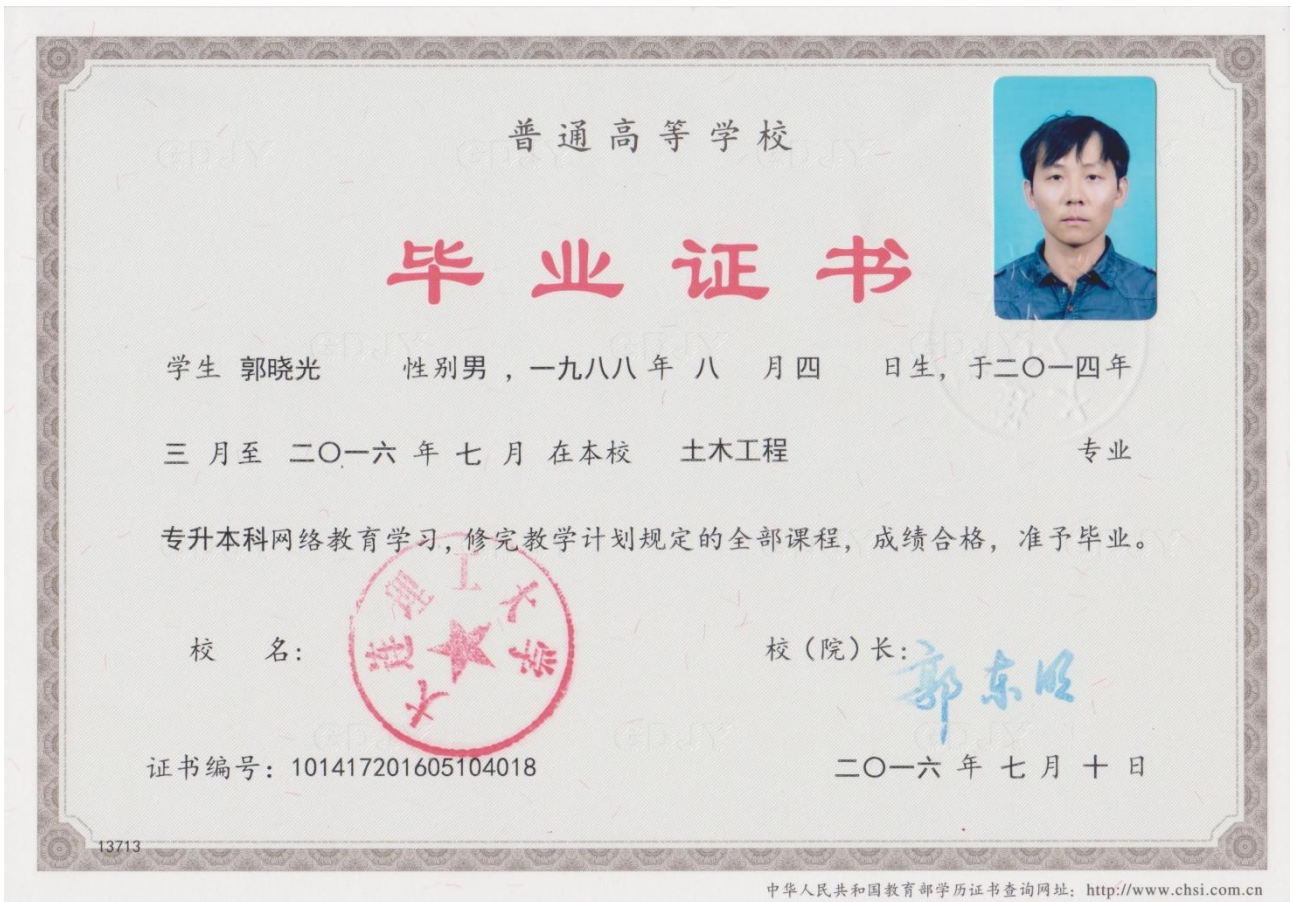 普通高等学校
毕业证书
学生 郭晓光 性别男，一九八八年 八 月四 日生，于二〇一四年
三 月至 二〇一六 年 七 月 在本校 土木工程 专业
专升本科网络教育学习，修完教学计划规定的全部课程，成绩合格，准予毕业。
校 名：
大连理工大学
校（院）长：郭东明
证书编号：101417201605104018
二〇一六 年 七 月 十 日
13713
中华人民共和国教育部学历证书查询网址：http://www.chsi.com.cn